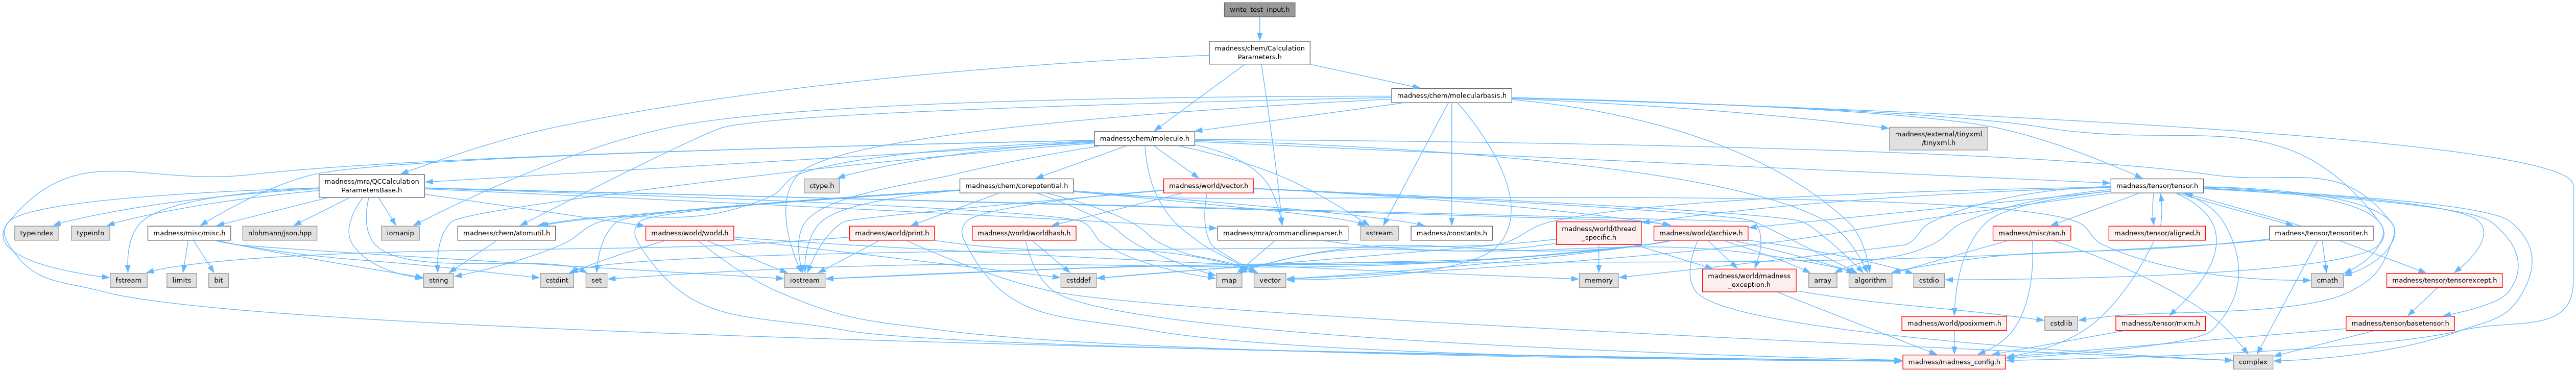 write_test_input.h
madness/chem/Calculation
Parameters.h
madness/chem/molecularbasis.h
madness/chem/molecule.h
madness/external/tinyxml
/tinyxml.h
madness/mra/QCCalculation
ParametersBase.h
ctype.h
madness/chem/corepotential.h
madness/world/vector.h
madness/tensor/tensor.h
typeindex
typeinfo
madness/misc/misc.h
nlohmann/json.hpp
iomanip
madness/chem/atomutil.h
madness/world/world.h
madness/world/print.h
madness/world/worldhash.h
madness/mra/commandlineparser.h
sstream
madness/constants.h
madness/world/thread
_specific.h
madness/world/archive.h
madness/misc/ran.h
madness/tensor/aligned.h
madness/tensor/tensoriter.h
fstream
limits
bit
string
cstdint
set
iostream
cstddef
map
vector
memory
madness/world/madness
_exception.h
array
algorithm
cstdio
cmath
madness/tensor/tensorexcept.h
madness/world/posixmem.h
cstdlib
madness/tensor/mxm.h
madness/tensor/basetensor.h
madness/madness_config.h
complex